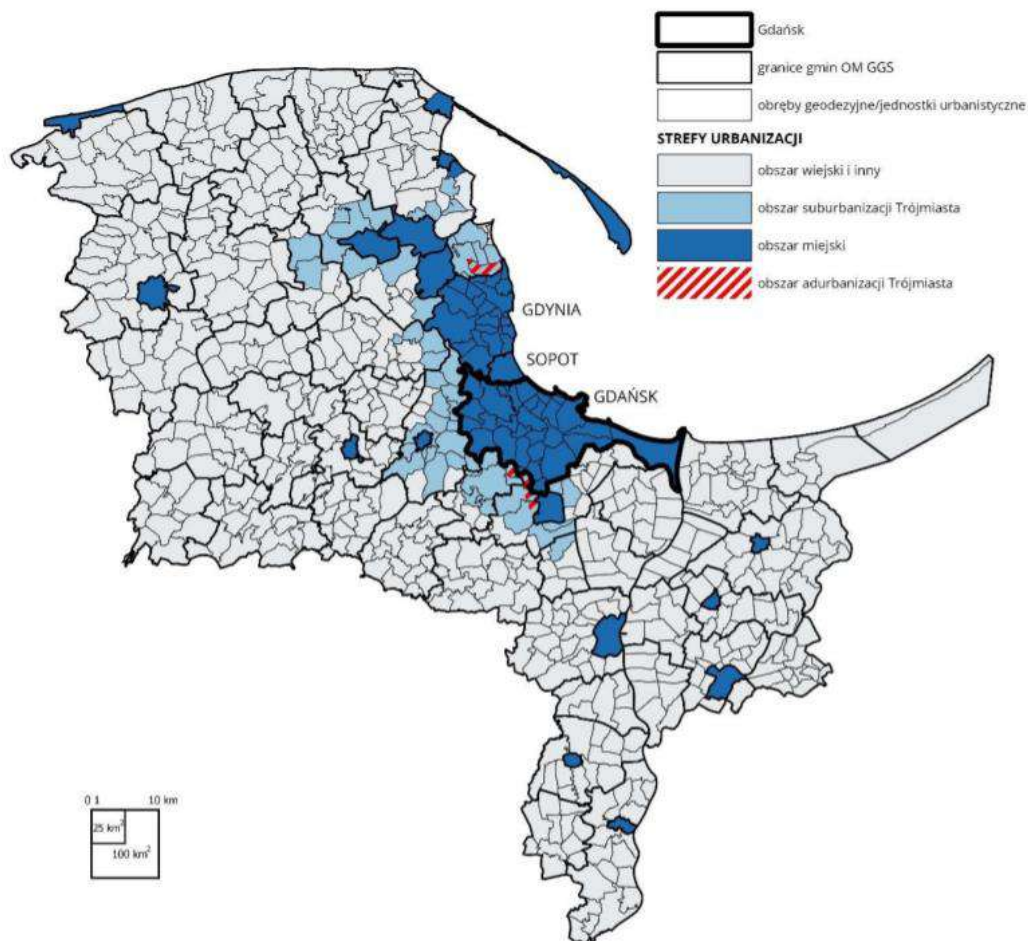 Gdańsk
granice gmin OM GGS
obręby geodezyjne/jednostki urbanistyczne
STREFY URBANIZACJI
obszar wiejski i inny
obszar suburbanizacji Trójmiasta
obszar miejski
obszar adurbanizacji Trójmiasta
GDYNIA
SOPOT
GDAŃSK
0 1 10 km
25 km²
100 km²